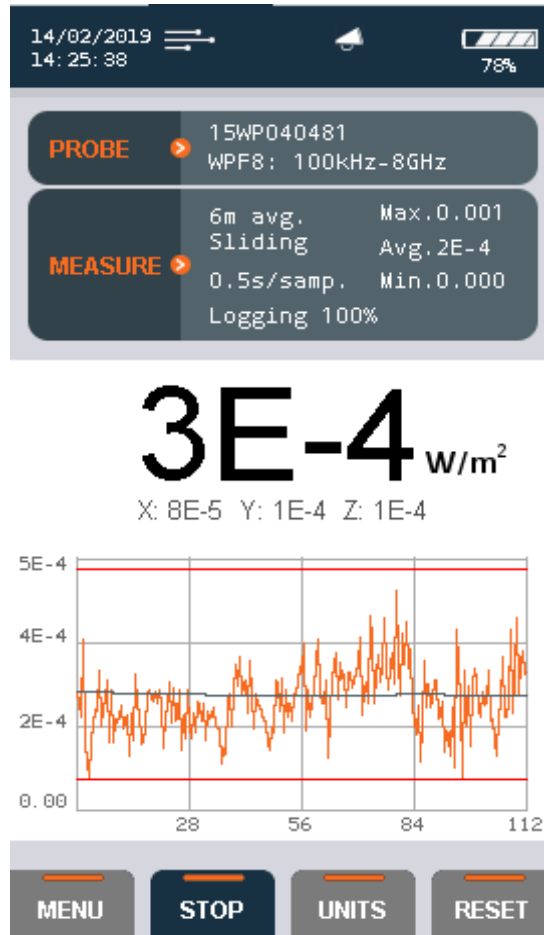 14/02/2019
14:25:38
78%
PROBE
15WP040481
WPF8: 100kHz-8GHz
MEASURE
6m avg.
Sliding
0.5s/samp.
Logging 100%
Max.0.001
Avg.2E-4
Min.0.000
3E-4 W/m²
X: 8E-5 Y: 1E-4 Z: 1E-4
5E-4
4E-4
2E-4
0.00
28 56 84 112
MENU STOP UNITS RESET